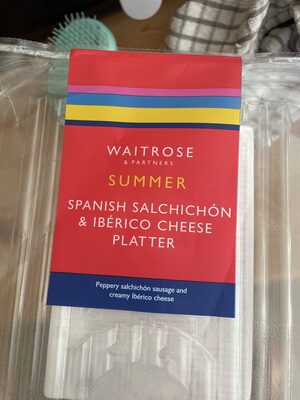 WAITROSE
& PARTNERS
SUMMER
SPANISH SALCHICHÓN
& IBÉRICO CHEESE
PLATTER
Peppery salchichón sausage and
creamy Ibérico cheese